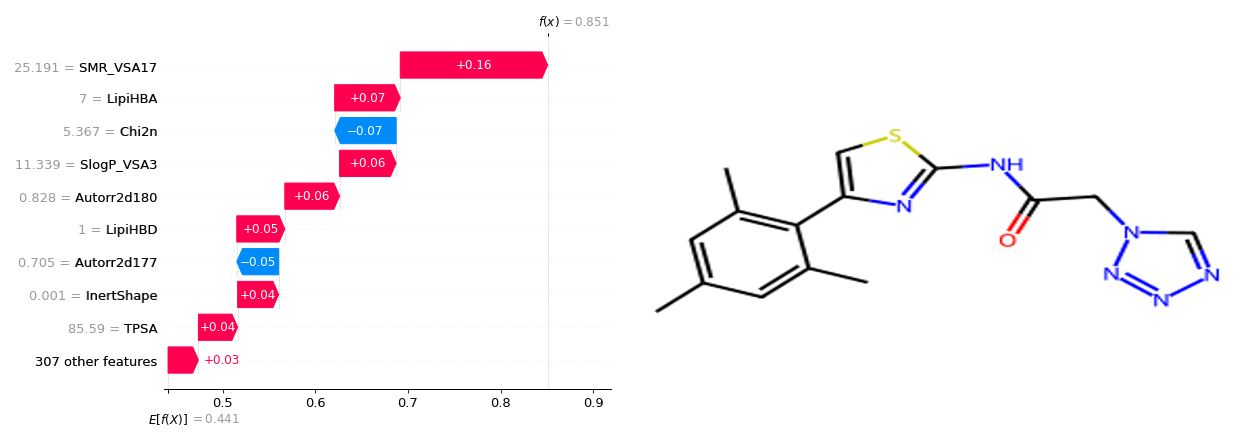 f(x) = 0.851
25.191 = SMR_VSA17
+0.16
7 = LipiHBA
+0.07
5.367 = Chi2n
−0.07
11.339 = SlogP_VSA3
+0.06
0.828 = Autorr2d180
+0.06
1 = LipiHBD
+0.05
0.705 = Autorr2d177
−0.05
0.001 = InertShape
+0.04
85.59 = TPSA
+0.04
307 other features
+0.03
0.5 0.6 0.7 0.8 0.9
E[f(X)] = 0.441
S
NH
N
O
N
N
N
N